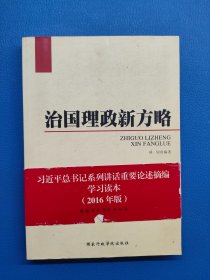 治国理政新方略
ZHIGUO LIZHENG
XIN FANGLUE
习近平总书记系列讲话重要论述摘编
学习读本
（2016年版）
国家行政学院出版社